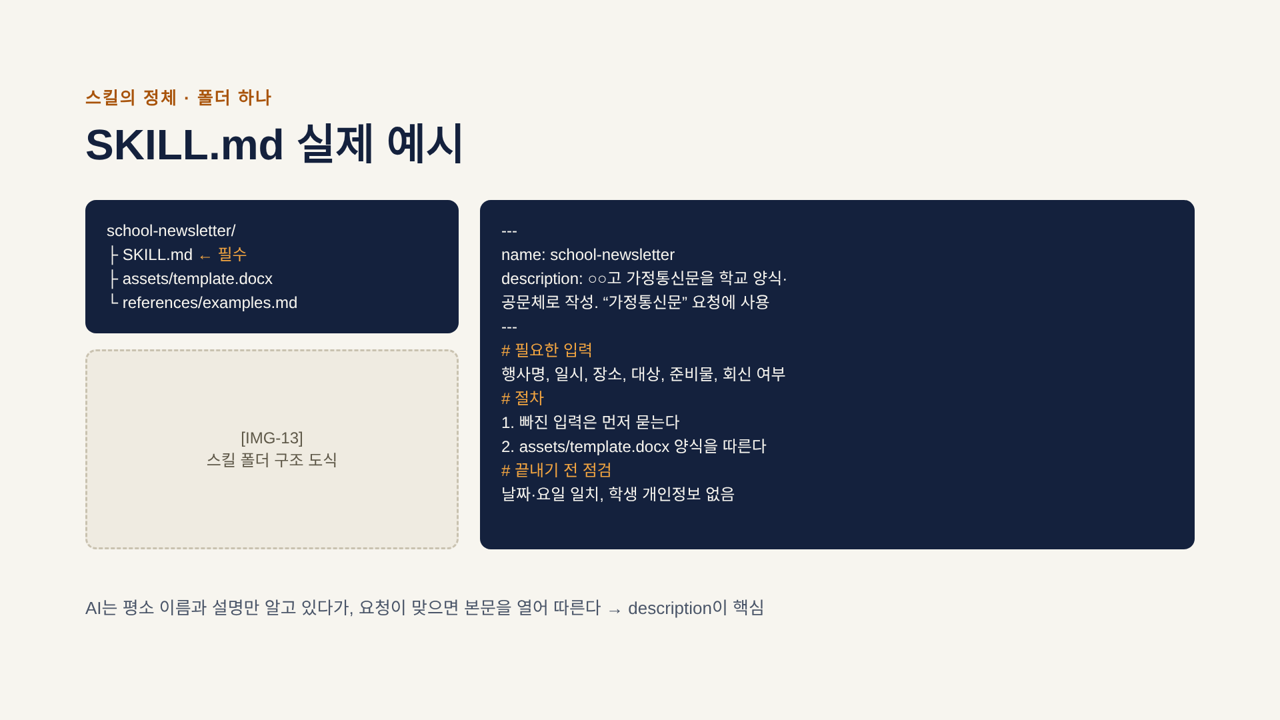 스킬의 정체 · 폴더 하나
SKILL.md 실제 예시
school-newsletter/
├ SKILL.md ← 필수
├ assets/template.docx
└ references/examples.md
[IMG-13]
스킬 폴더 구조 도식
---
name: school-newsletter
description: ○○고 가정통신문을 학교 양식·
공문체로 작성. “가정통신문” 요청에 사용
---
# 필요한 입력
행사명, 일시, 장소, 대상, 준비물, 회신 여부
# 절차
1. 빠진 입력은 먼저 묻는다
2. assets/template.docx 양식을 따른다
# 끝내기 전 점검
날짜·요일 일치, 학생 개인정보 없음
AI는 평소 이름과 설명만 알고 있다가, 요청이 맞으면 본문을 열어 따른다 → description이 핵심